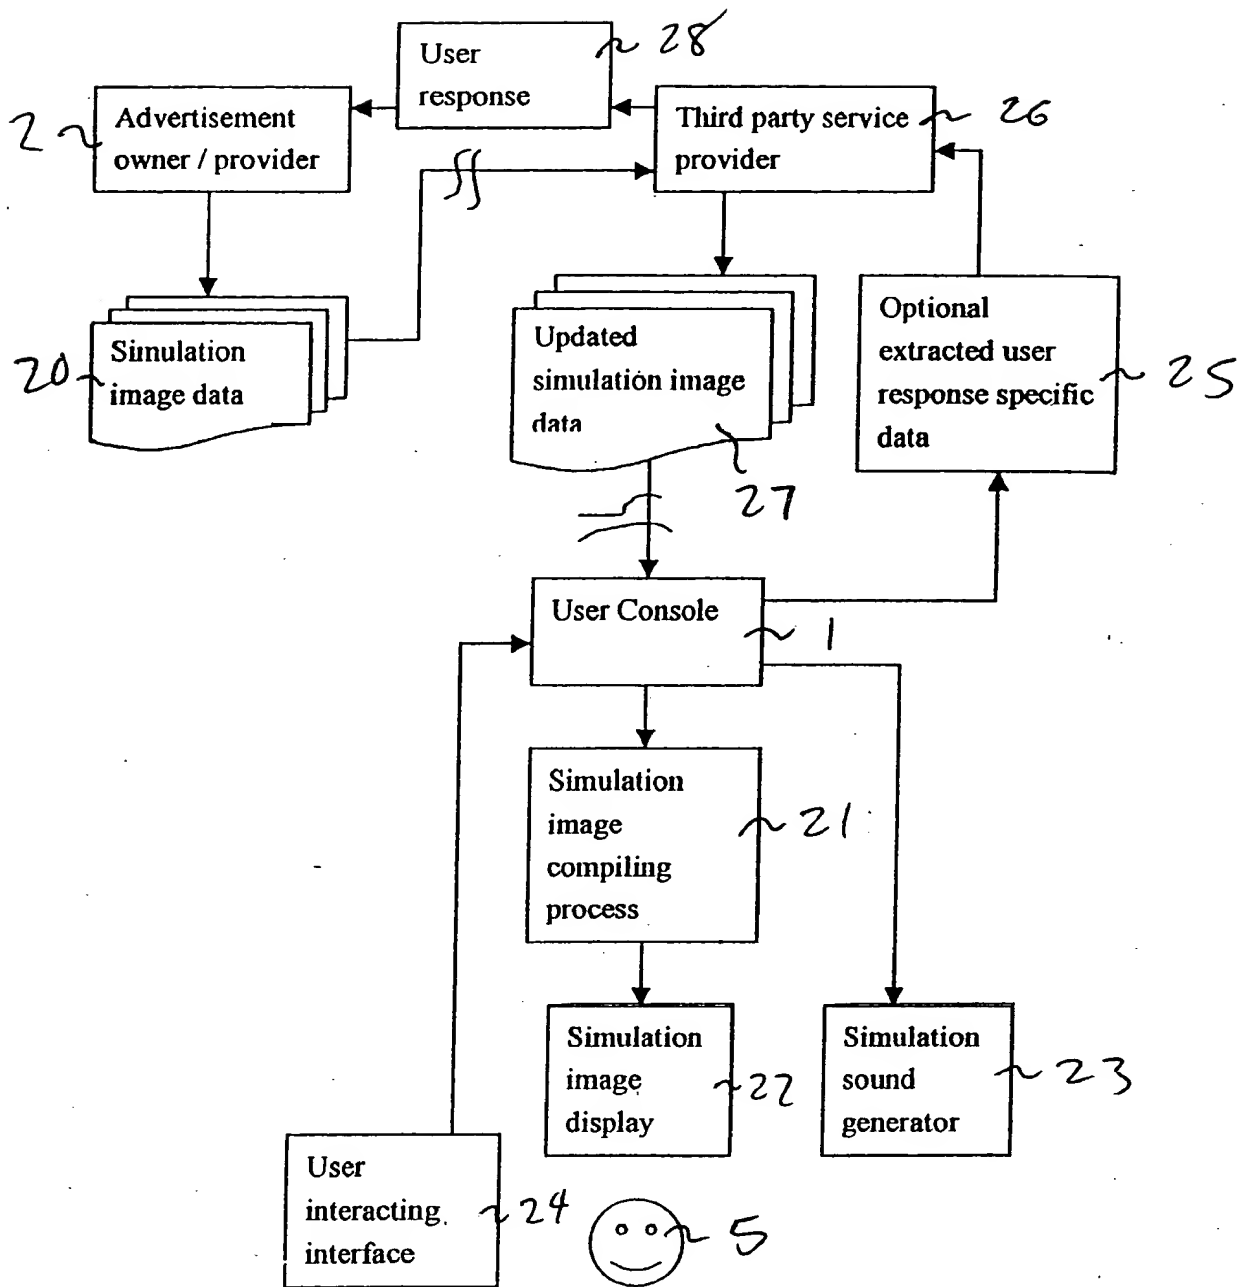 User
response
28
2
Advertisement
owner / provider
Third party service
provider
26
20
Simulation
image data
Updated
simulation image
data
27
Optional
extracted user
response specific
data
25
User Console
1
Simulation
image
compiling
process
21
Simulation
image
display
22
Simulation
sound
generator
23
User
interacting
interface
24
5